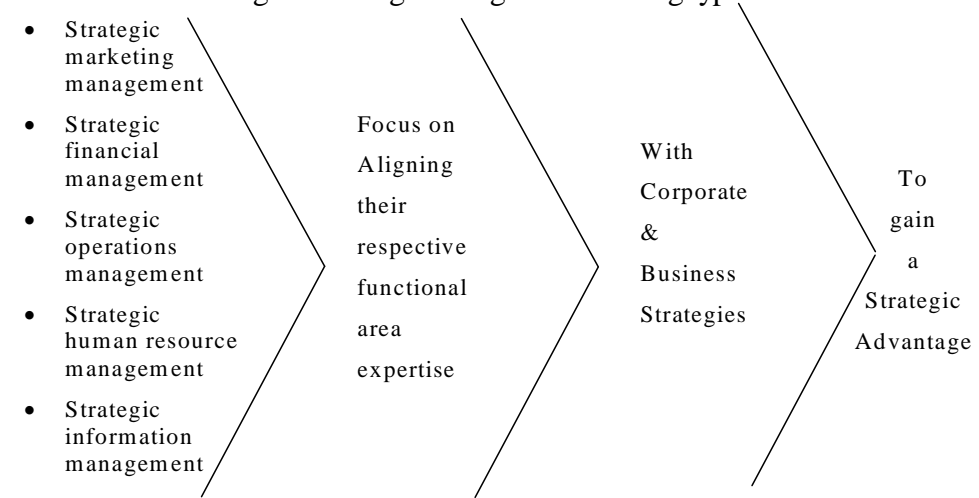 • Strategic
marketing
management
• Strategic
financial
management
• Strategic
operations
management
• Strategic
human resource
management
• Strategic
information
management
Focus on
Aligning
their
respective
functional
area
expertise
With
Corporate
&
Business
Strategies
To
gain
a
Strategic
Advantage